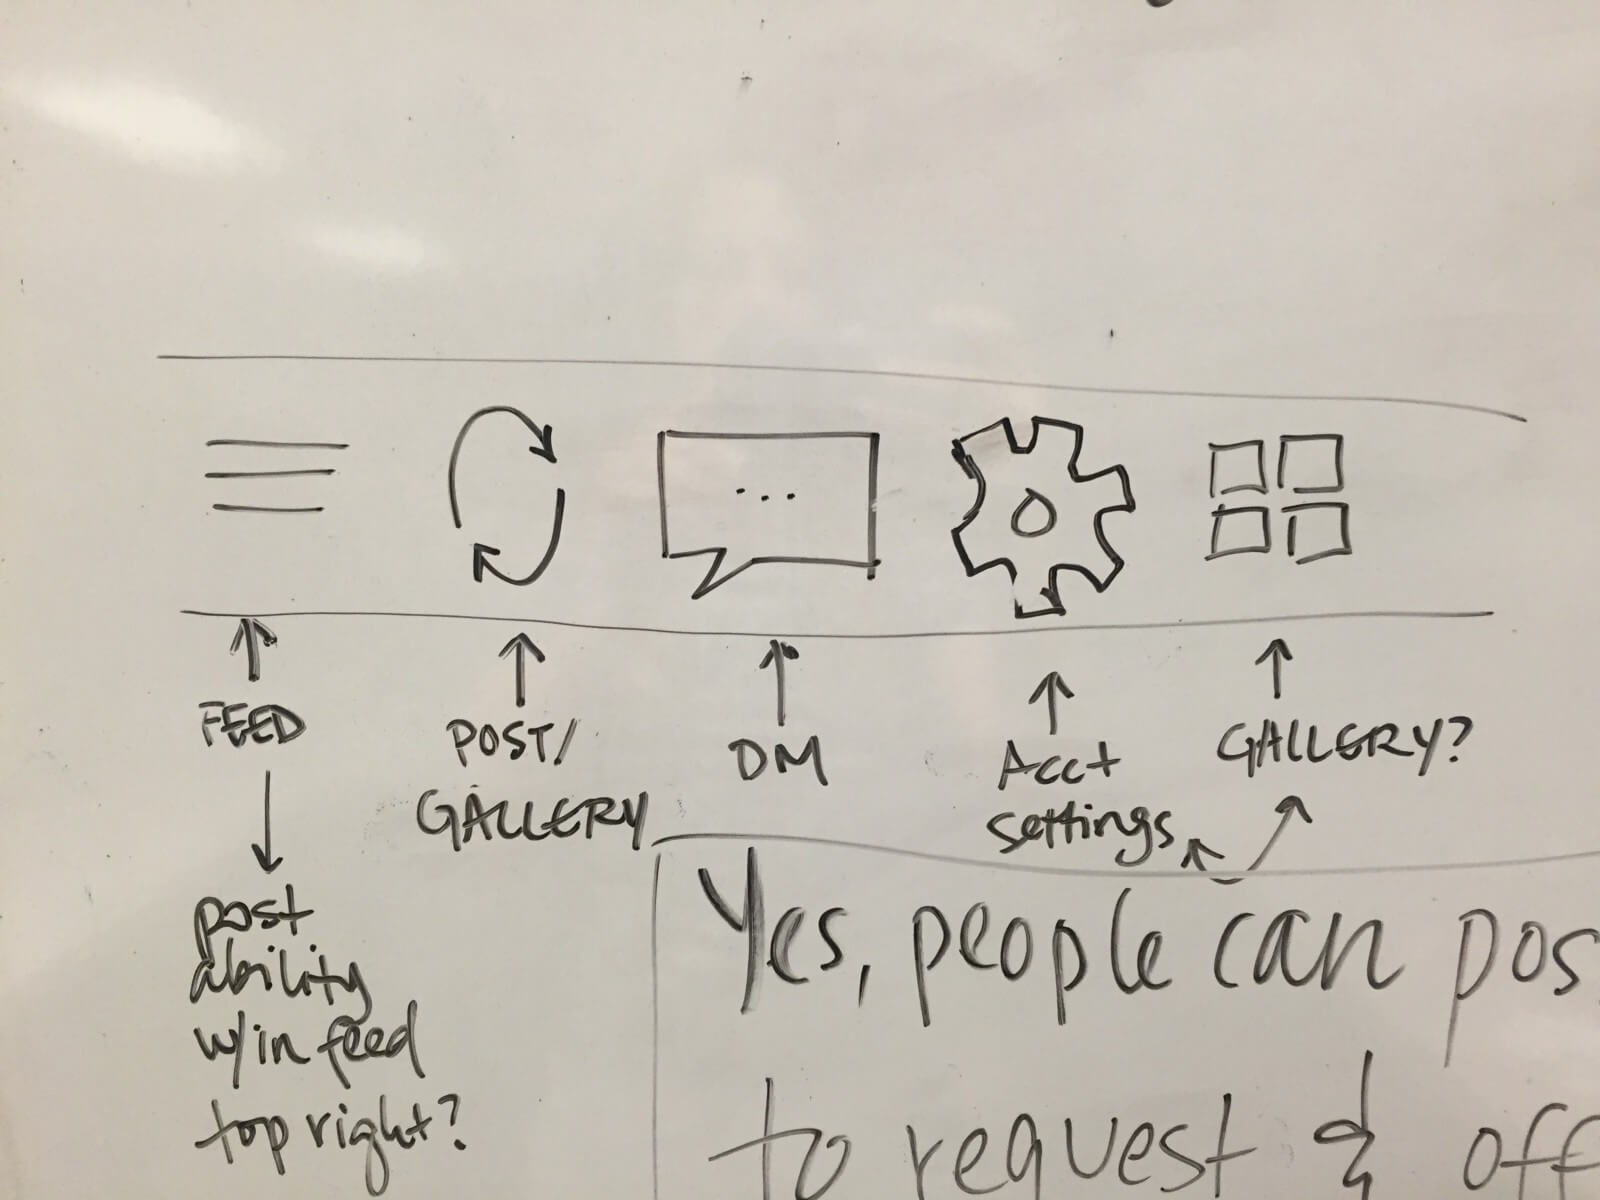 ...
FEED
POST/
GALLERY
DM
Acct
settings
GALLERY?
post
ability
w/in feed
top right?
Yes, people can pos
to request & off